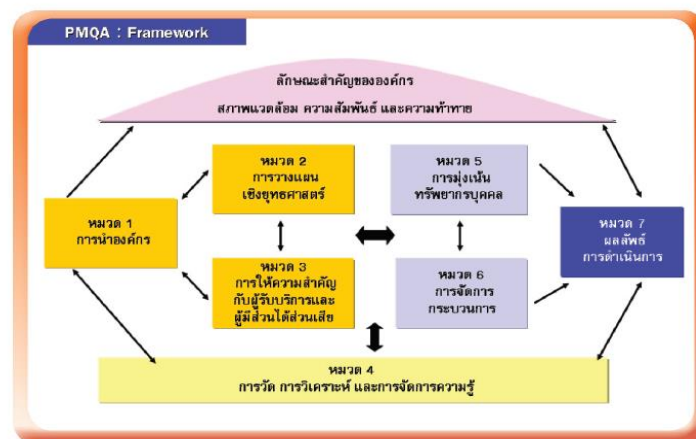 PMQA : Framework
ลักษณะสำคัญขององค์กร
สภาพแวดล้อม ความสัมพันธ์ และความท้าทาย
หมวด 1
การนำองค์กร
หมวด 2
การวางแผน
เชิงยุทธศาสตร์
หมวด 3
การให้ความสำคัญ
กับผู้รับบริการและ
ผู้มีส่วนได้ส่วนเสีย
หมวด 5
การมุ่งเน้น
ทรัพยากรบุคคล
หมวด 6
การจัดการ
กระบวนการ
หมวด 7
ผลลัพธ์
การดำเนินการ
หมวด 4
การวัด การวิเคราะห์ และการจัดการความรู้